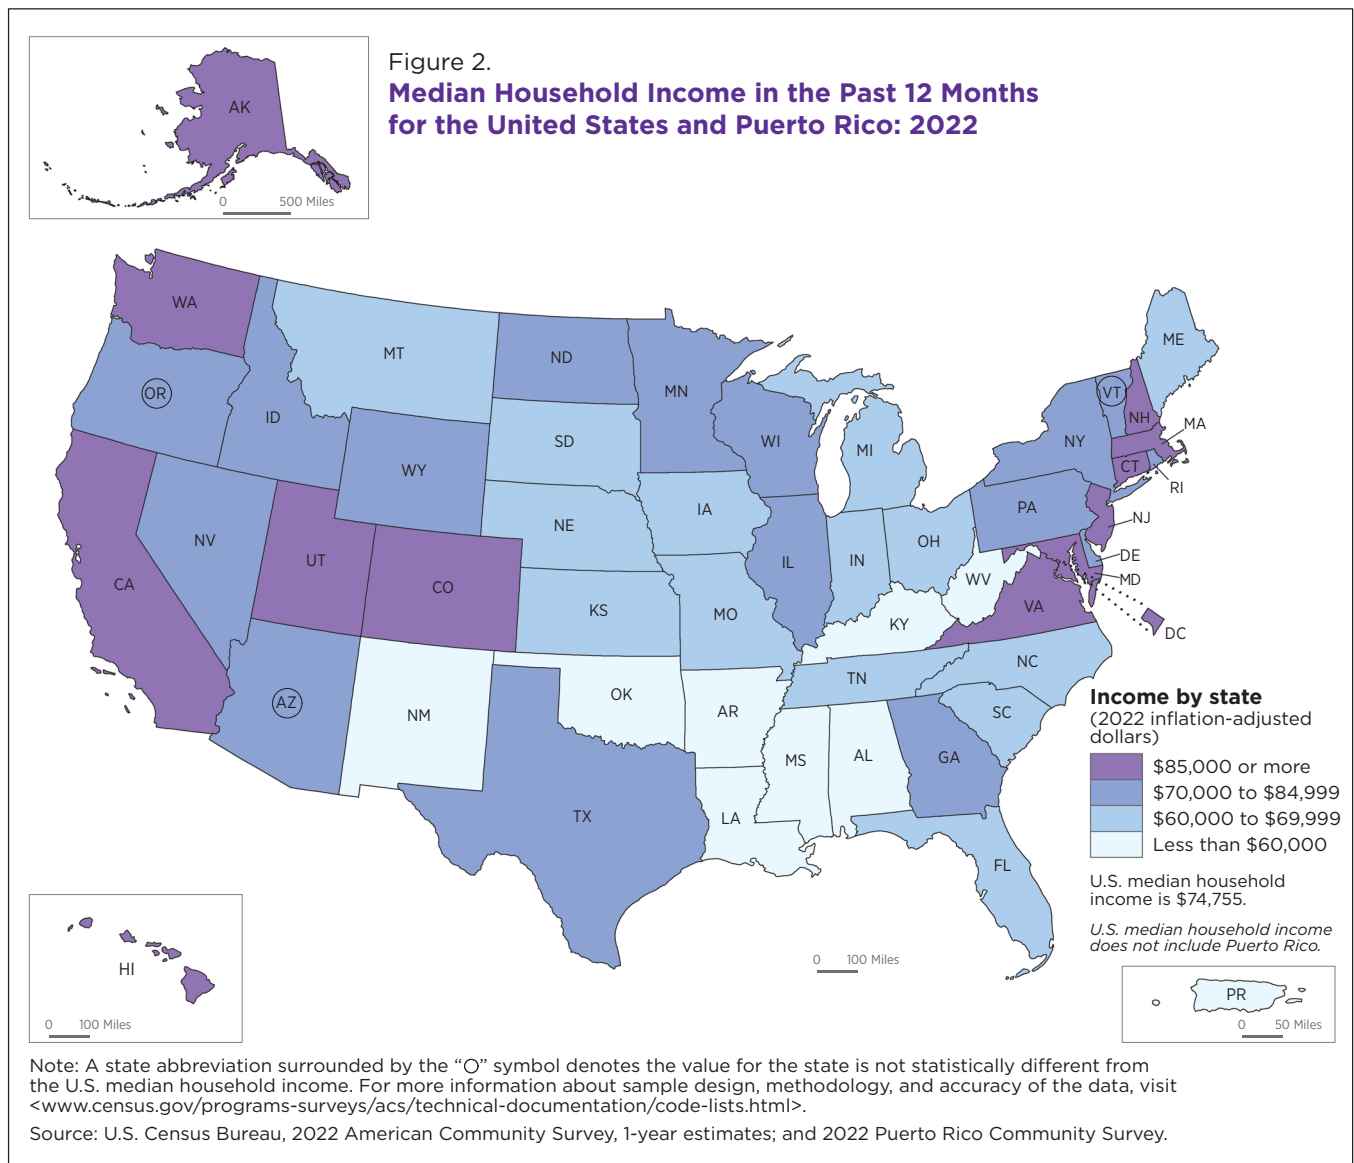 Figure 2.
Median Household Income in the Past 12 Months
for the United States and Puerto Rico: 2022
AK
0 500 Miles
WA
MT
ND
MN
ME
OR
ID
WY
SD
WI
MI
NY
VT
NH
MA
CT
RI
NV
UT
CO
NE
IA
IL
IN
OH
PA
NJ
DE
MD
DC
CA
KS
MO
KY
WV
VA
AZ
NM
OK
AR
TN
NC
SC
TX
LA
MS
AL
GA
FL
Income by state
(2022 inflation-adjusted
dollars)
$85,000 or more
$70,000 to $84,999
$60,000 to $69,999
Less than $60,000
U.S. median household
income is $74,755.
U.S. median household income
does not include Puerto Rico.
HI
0 100 Miles
0 100 Miles
PR
0 50 Miles
Note: A state abbreviation surrounded by the “O” symbol denotes the value for the state is not statistically different from
the U.S. median household income. For more information about sample design, methodology, and accuracy of the data, visit
<www.census.gov/programs-surveys/acs/technical-documentation/code-lists.html>.
Source: U.S. Census Bureau, 2022 American Community Survey, 1-year estimates; and 2022 Puerto Rico Community Survey.